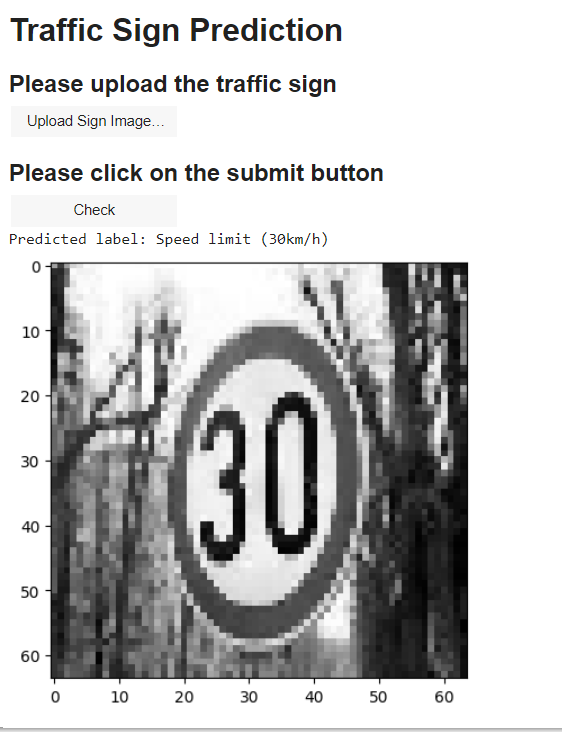 Traffic Sign Prediction
Please upload the traffic sign
Upload Sign Image...
Please click on the submit button
Check
Predicted label: Speed limit (30km/h)
0
10
20
30
40
50
60
30
0 10 20 30 40 50 60